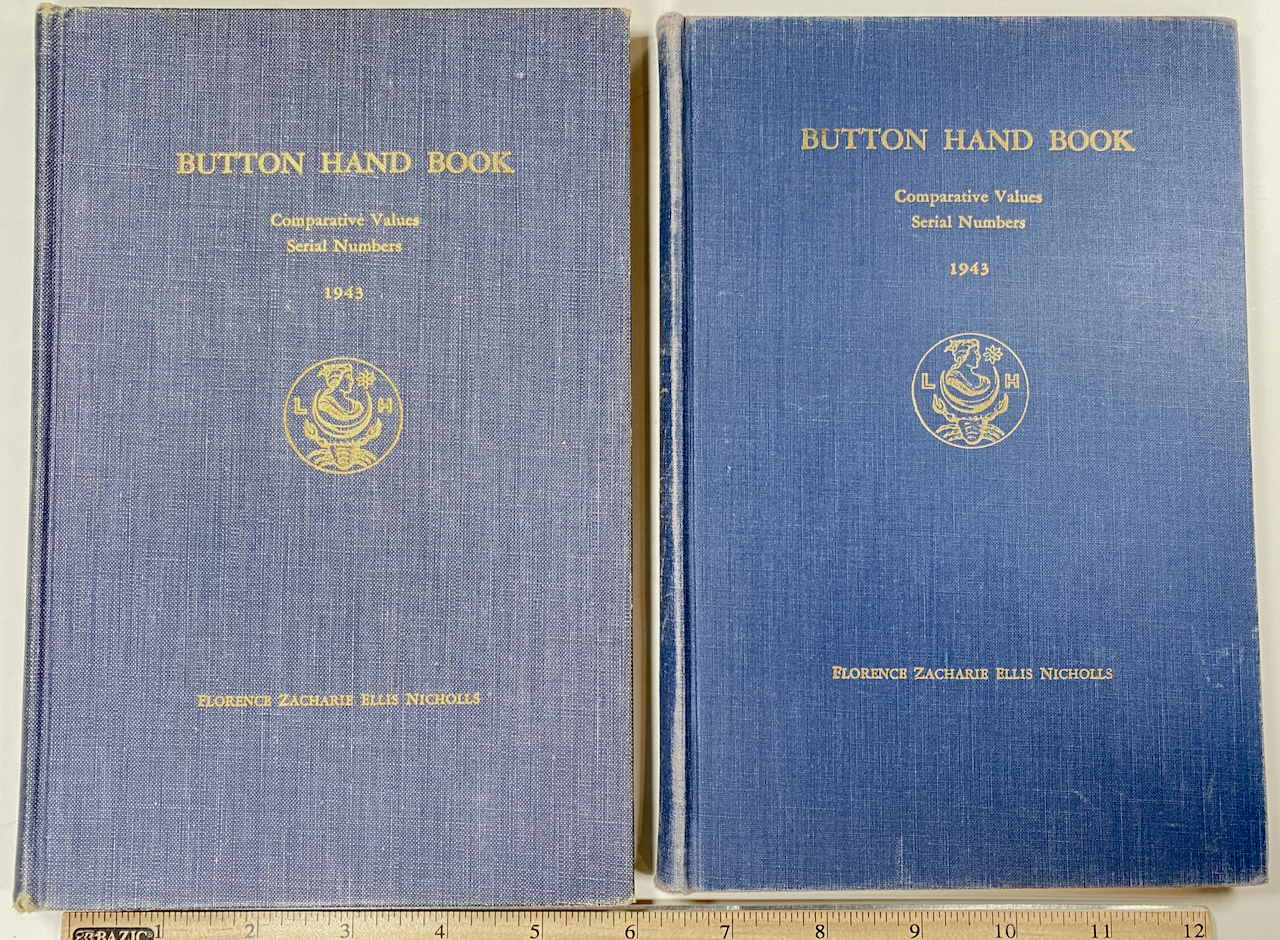 BUTTON HAND BOOK
Comparative Values
Serial Numbers
1943
L H
FLORENCE ZACHARIE ELLIS NICHOLLS
BUTTON HAND BOOK
Comparative Values
Serial Numbers
1943
L H
FLORENCE ZACHARIE ELLIS NICHOLLS
BAZIC 1 2 3 4 5 6 7 8 9 10 11 12